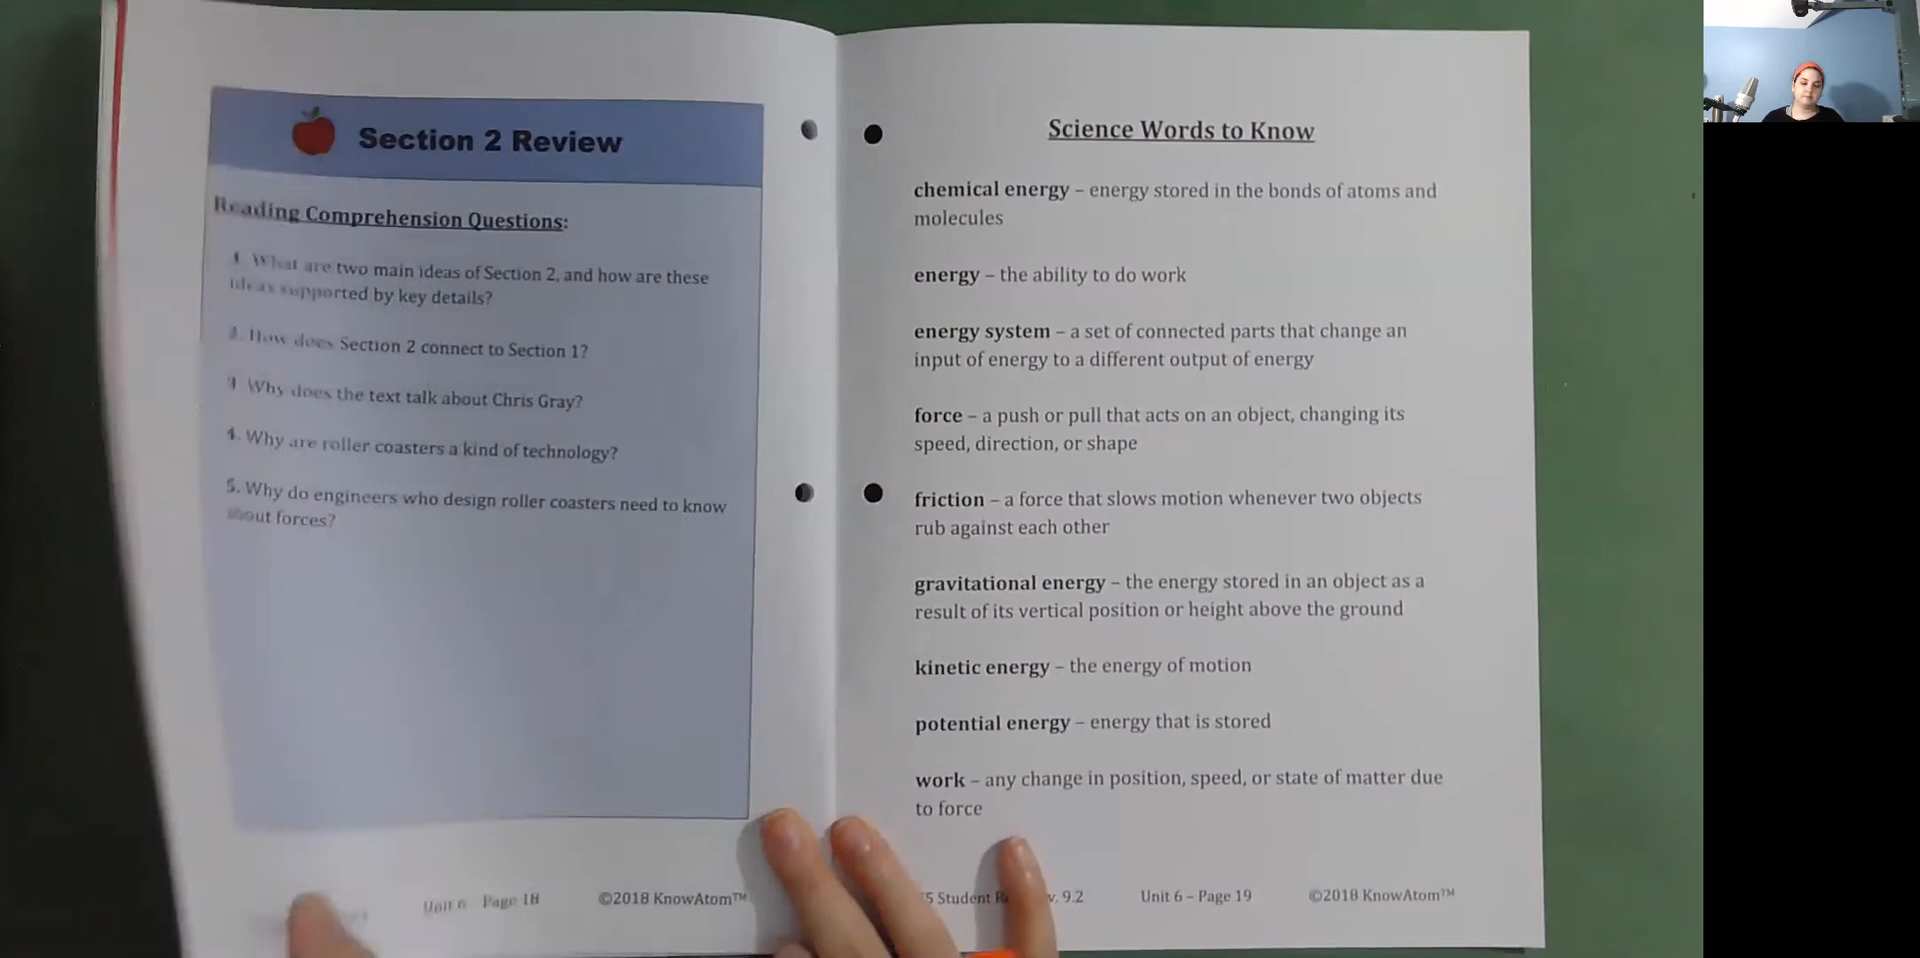 Section 2 Review
Reading Comprehension Questions:
1. What are two main ideas of Section 2, and how are these
ideas supported by key details?
2. How does Section 2 connect to Section 1?
3. Why does the text talk about Chris Gray?
4. Why are roller coasters a kind of technology?
5. Why do engineers who design roller coasters need to know
about forces?
Unit 6 Page 18 ©2018 KnowAtom™
Science Words to Know
chemical energy – energy stored in the bonds of atoms and
molecules
energy – the ability to do work
energy system – a set of connected parts that change an
input of energy to a different output of energy
force – a push or pull that acts on an object, changing its
speed, direction, or shape
friction – a force that slows motion whenever two objects
rub against each other
gravitational energy – the energy stored in an object as a
result of its vertical position or height above the ground
kinetic energy – the energy of motion
potential energy – energy that is stored
work – any change in position, speed, or state of matter due
to force
5 Student v. 9.2 Unit 6 – Page 19 ©2018 KnowAtom™